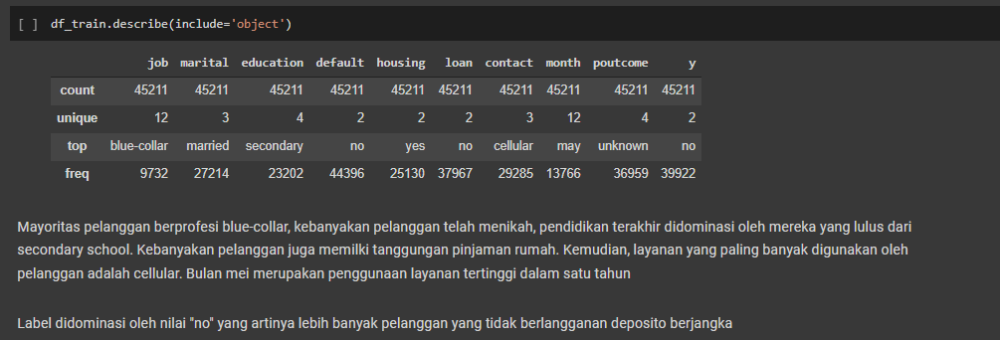 [ ] df_train.describe(include='object')
job marital education default housing loan contact month poutcome y
count 45211 45211 45211 45211 45211 45211 45211 45211 45211 45211
unique 12 3 4 2 2 2 3 12 4 2
top blue-collar married secondary no yes no cellular may unknown no
freq 9732 27214 23202 44396 25130 37967 29285 13766 36959 39922
Mayoritas pelanggan berprofesi blue-collar, kebanyakan pelanggan telah menikah, pendidikan terakhir didominasi oleh mereka yang lulus dari
secondary school. Kebanyakan pelanggan juga memilki tanggungan pinjaman rumah. Kemudian, layanan yang paling banyak digunakan oleh
pelanggan adalah cellular. Bulan mei merupakan penggunaan layanan tertinggi dalam satu tahun
Label didominasi oleh nilai "no" yang artinya lebih banyak pelanggan yang tidak berlangganan deposito berjangka